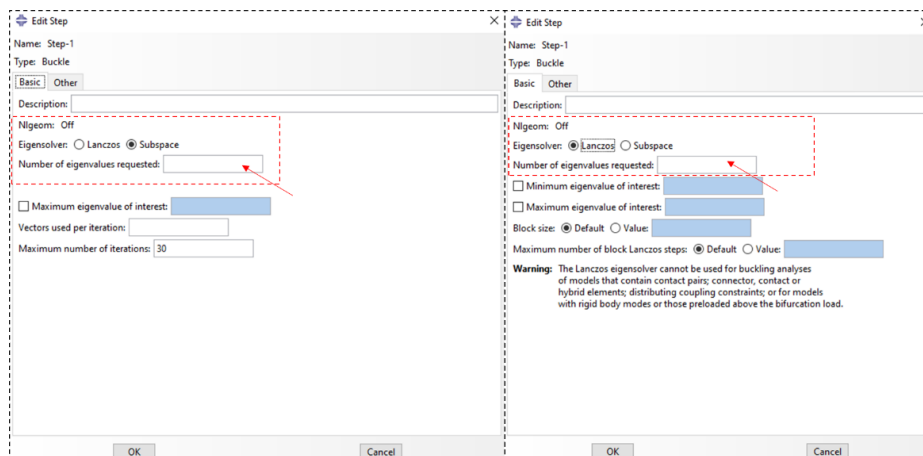 Edit Step
Name: Step-1
Type: Buckle
Basic Other
Description:
Nlgeom: Off
Eigensolver: Lanczos Subspace
Number of eigenvalues requested:
Maximum eigenvalue of interest:
Vectors used per iteration:
Maximum number of iterations: 30
OK Cancel
Edit Step
Name: Step-1
Type: Buckle
Basic Other
Description:
Nlgeom: Off
Eigensolver: Lanczos Subspace
Number of eigenvalues requested:
Minimum eigenvalue of interest:
Maximum eigenvalue of interest:
Block size: Default Value:
Maximum number of block Lanczos steps: Default Value:
Warning: The Lanczos eigensolver cannot be used for buckling analyses
of models that contain contact pairs; connector, contact or
hybrid elements; distributing coupling constraints; or for models
with rigid body modes or those preloaded above the bifurcation load.
OK Cancel